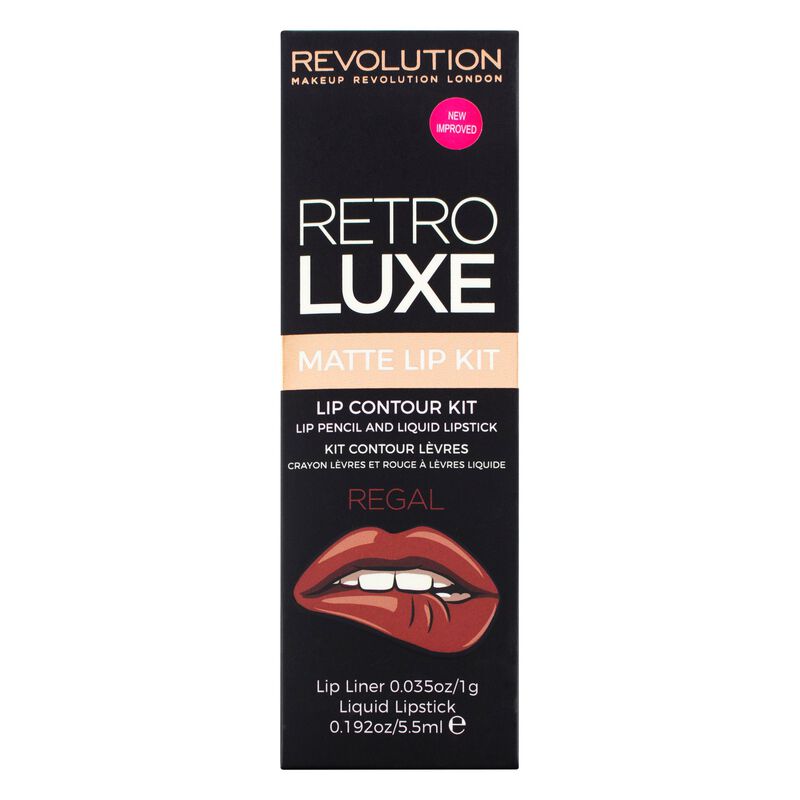 REVOLUTION
MAKEUP REVOLUTION LONDON
NEW
IMPROVED
RETRO
LUXE
MATTE LIP KIT
LIP CONTOUR KIT
LIP PENCIL AND LIQUID LIPSTICK
KIT CONTOUR LÈVRES
CRAYON LÈVRES ET ROUGE À LÈVRES LIQUIDE
REGAL
Lip Liner 0.035oz/1g
Liquid Lipstick
0.192oz/5.5ml ℮